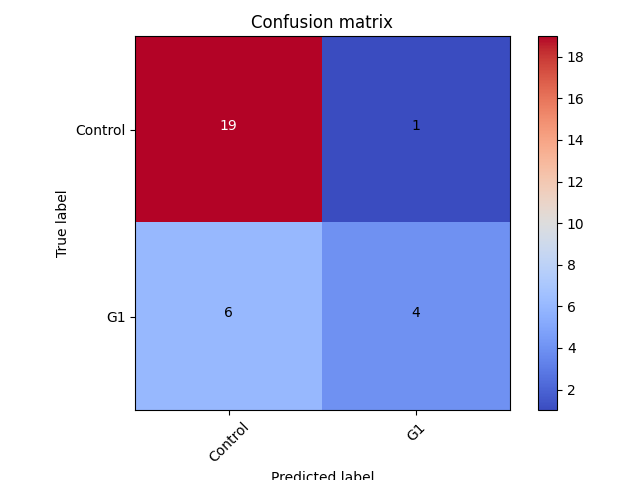 Confusion matrix
Control
19
1
G1
6
4
True label
Control
G1
Predicted label
18
16
14
12
10
8
6
4
2